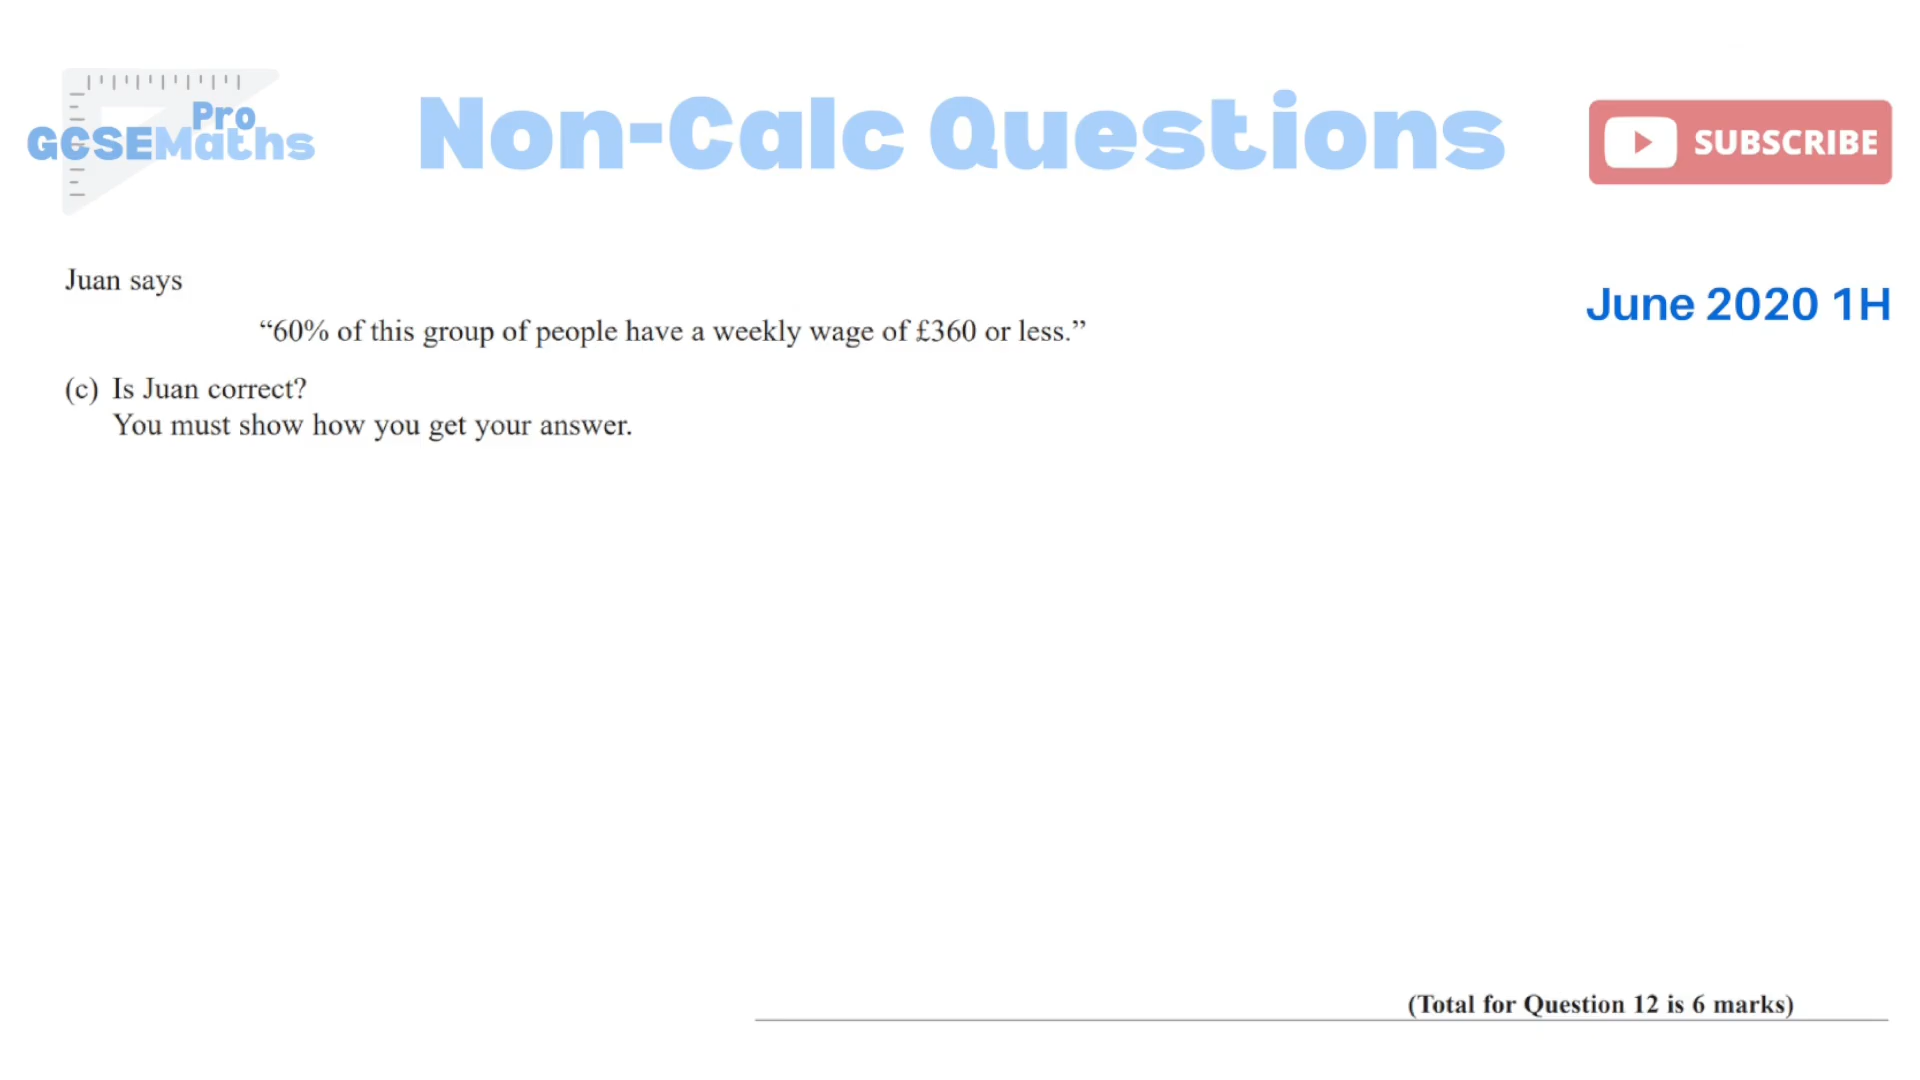 Pro
GCSEMaths
Non-Calc Questions
SUBSCRIBE
June 2020 1H
Juan says
“60% of this group of people have a weekly wage of £360 or less.”
(c) Is Juan correct?
You must show how you get your answer.
(Total for Question 12 is 6 marks)